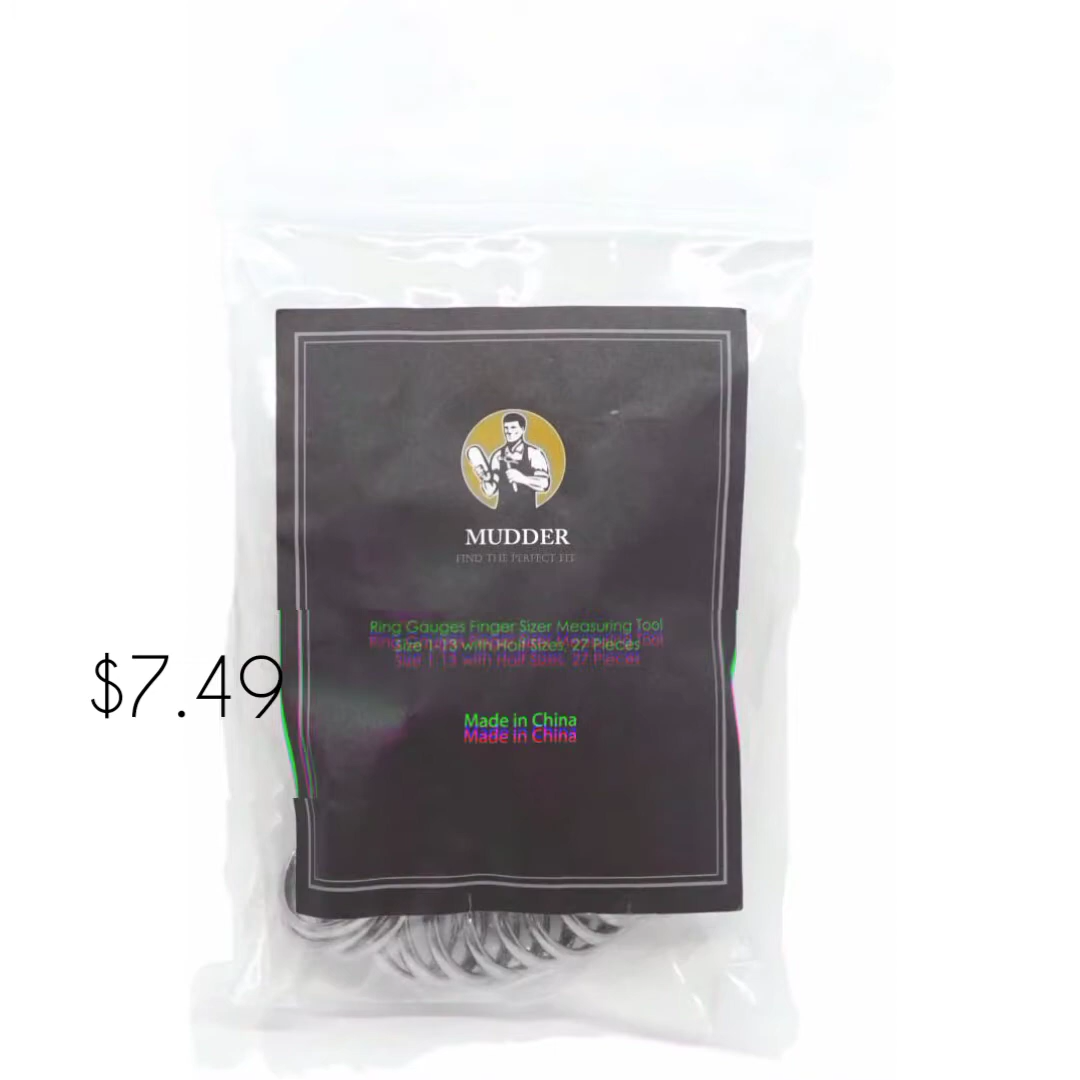 MUDDER
FIND THE PERFECT FIT
Ring Gauges Finger Sizer Measuring Tool
Size 1-13 with Half Sizes, 27 Pieces
Made in China
$7.49